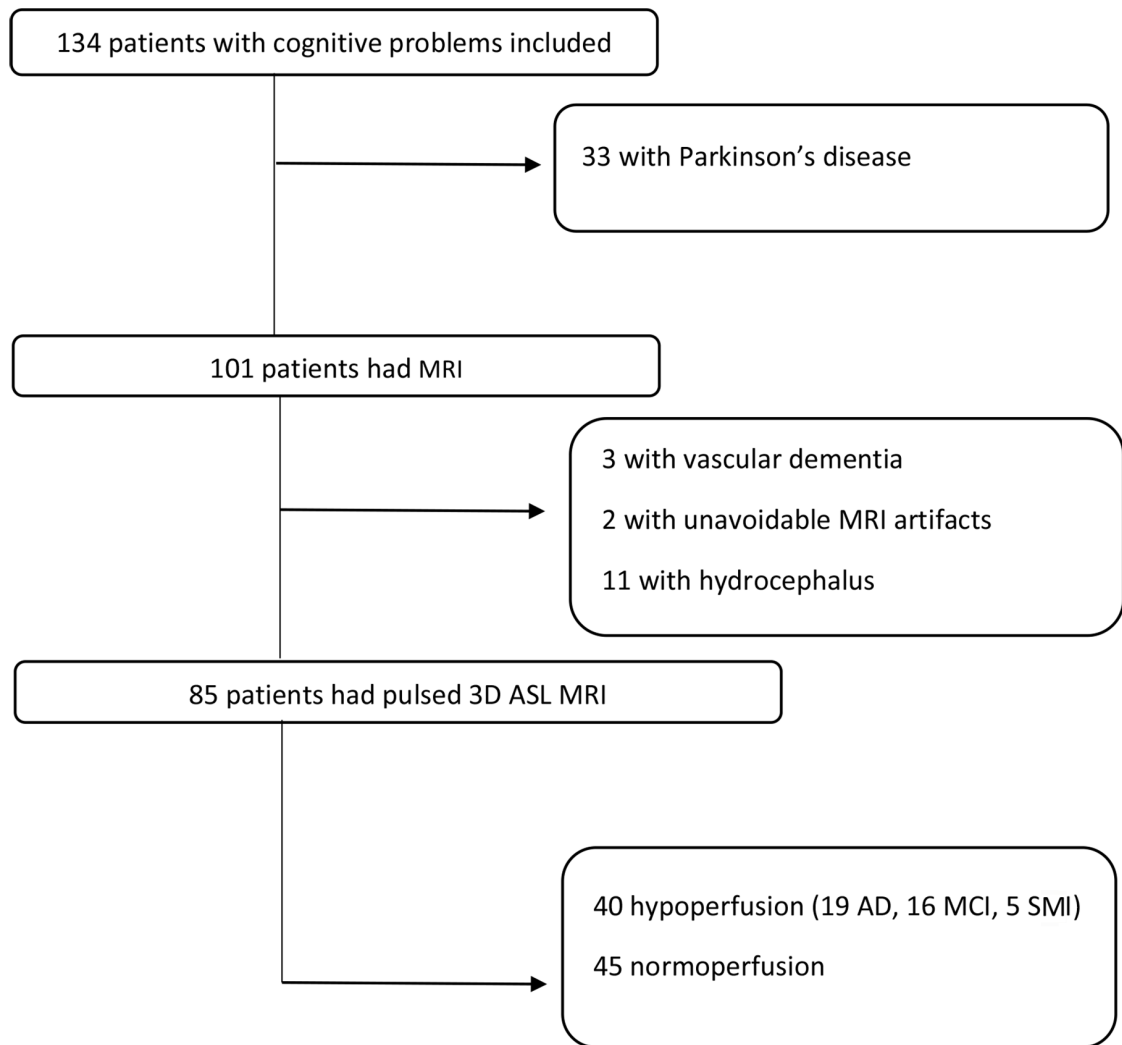 134 patients with cognitive problems included
33 with Parkinson’s disease
101 patients had MRI
3 with vascular dementia
2 with unavoidable MRI artifacts
11 with hydrocephalus
85 patients had pulsed 3D ASL MRI
40 hypoperfusion (19 AD, 16 MCI, 5 SMI)
45 normoperfusion